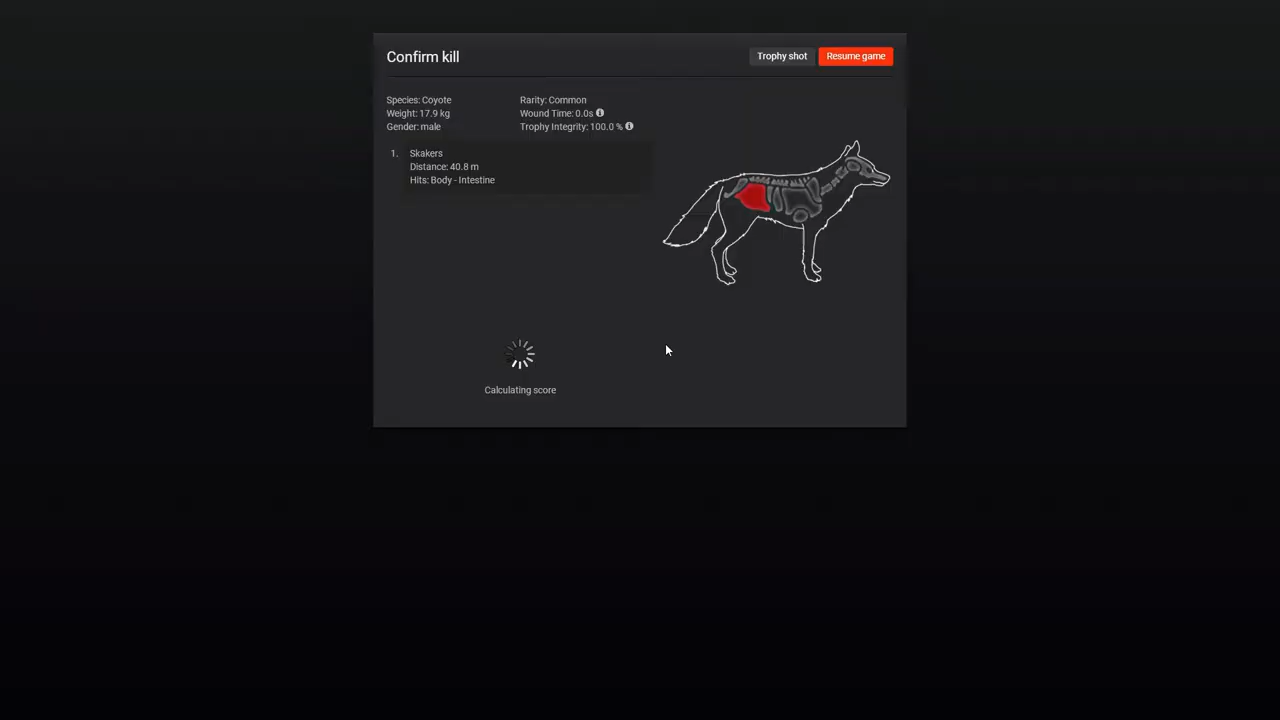 Confirm kill
Trophy shot
Resume game
Species: Coyote
Rarity: Common
Weight: 17.9 kg
Wound Time: 0.0s
Gender: male
Trophy Integrity: 100.0 %
1. Skakers
Distance: 40.8 m
Hits: Body - Intestine
Calculating score